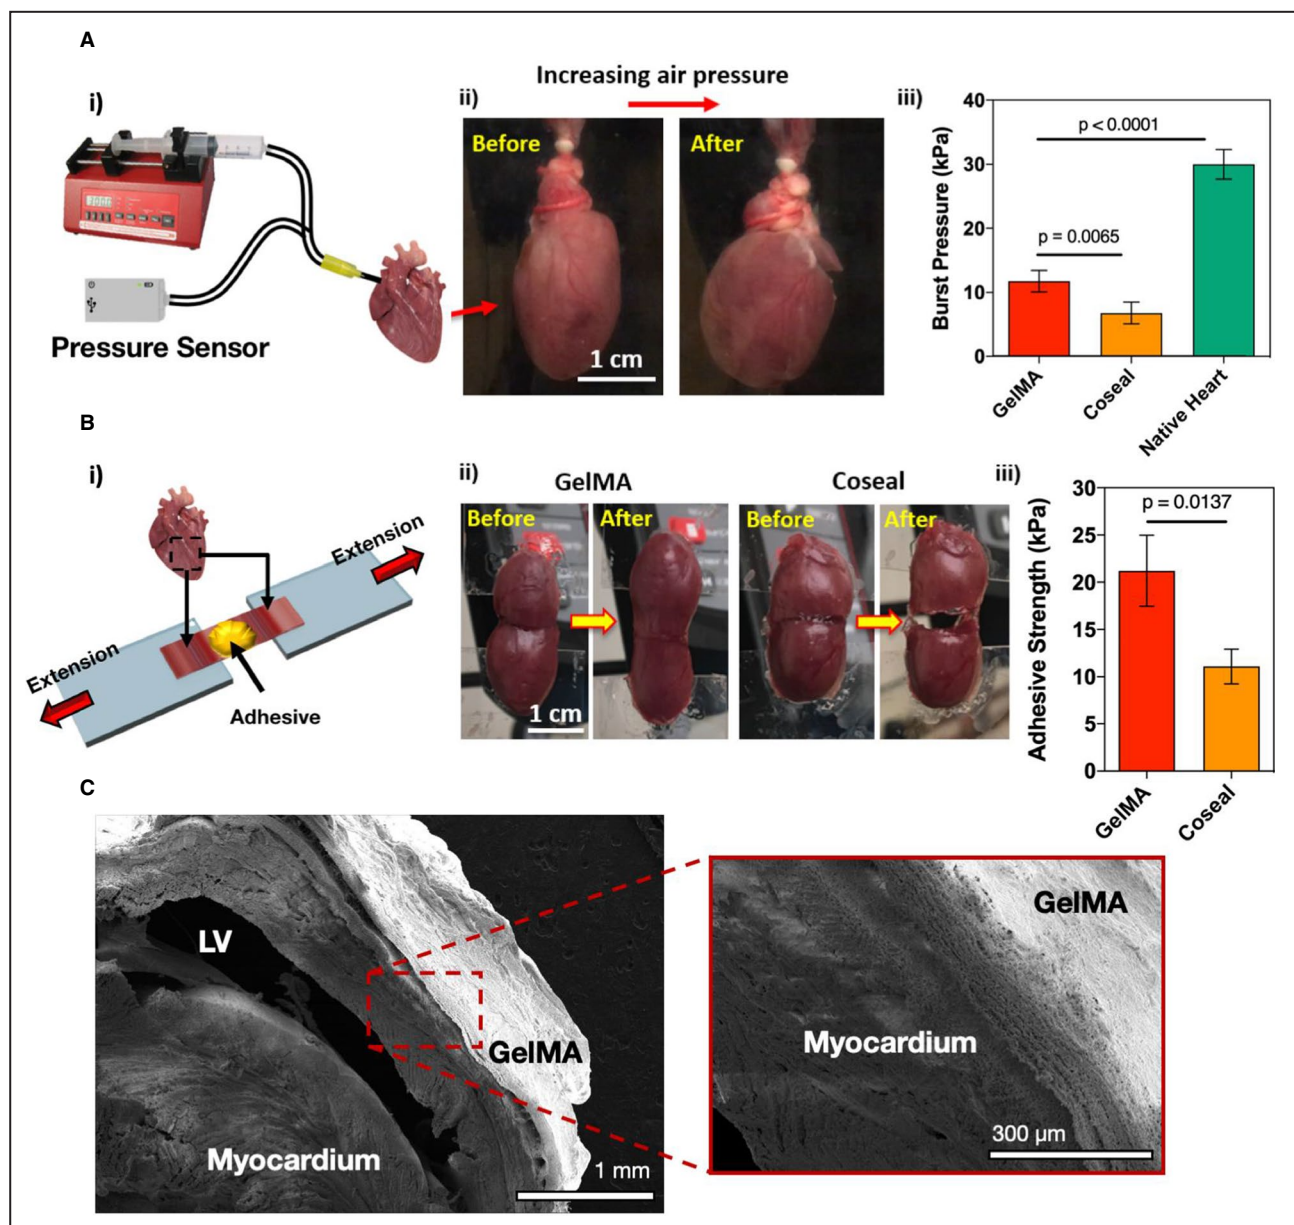 A
i)
Pressure Sensor
Increasing air pressure
ii)
Before
After
1 cm
iii)
Burst Pressure (kPa)
40
30
20
10
0
p < 0.0001
p = 0.0065
GelMA
Coseal
Native Heart
B
i)
Extension
Extension
Adhesive
ii)
GelMA
Coseal
Before
After
Before
After
1 cm
iii)
Adhesive Strength (kPa)
30
25
20
15
10
5
0
p = 0.0137
GelMA
Coseal
C
LV
GelMA
Myocardium
1 mm
GelMA
Myocardium
300 µm